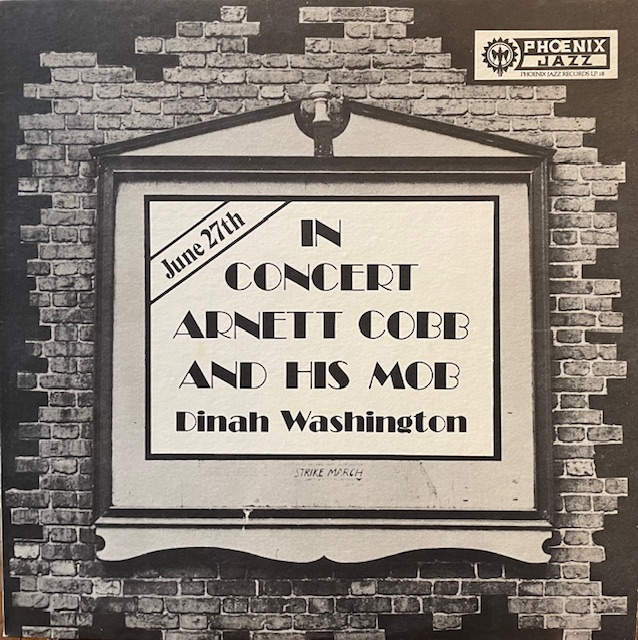 PHOENIX
JAZZ
PHOENIX JAZZ RECORDS LP 18
June 27th
IN
CONCERT
ARNETT COBB
AND HIS MOB
Dinah Washington
STRIKE MARCH